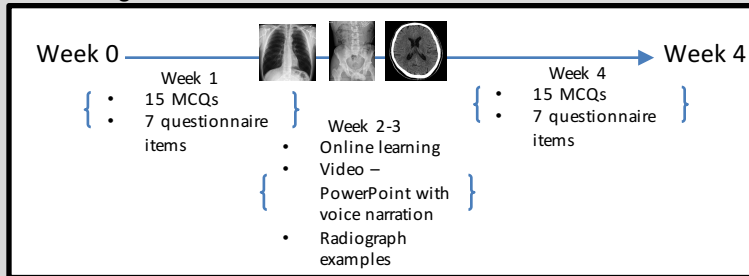 Week 0
Week 4
Week 1
• 15 MCQs
• 7 questionnaire
items
Week 2-3
• Online learning
• Video –
PowerPoint with
voice narration
• Radiograph
examples
Week 4
• 15 MCQs
• 7 questionnaire
items